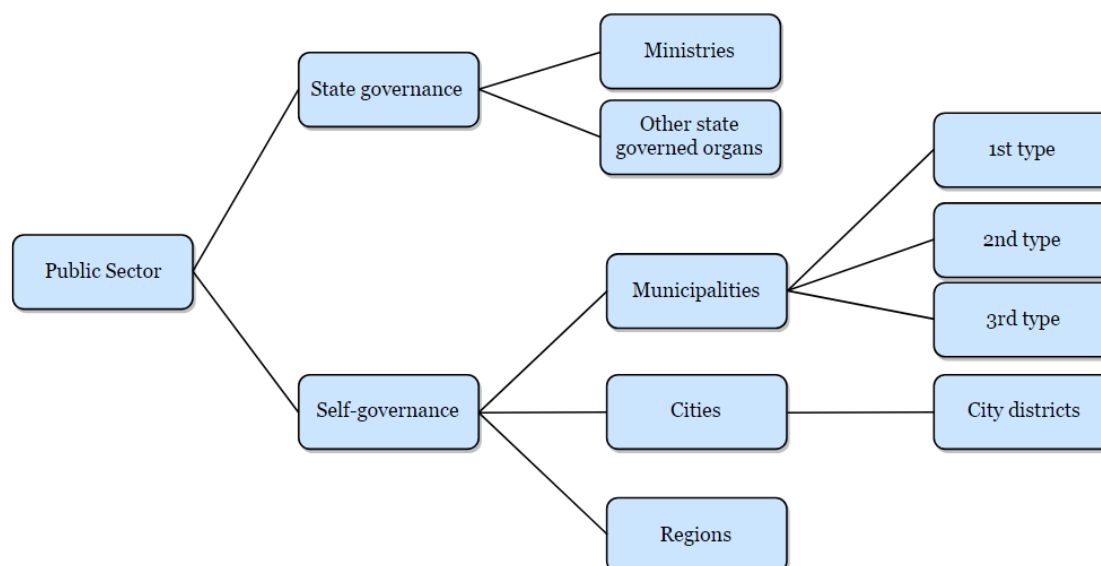 Ministries
State governance
Other state
governed organs
1st type
2nd type
Public Sector
Municipalities
3rd type
Self-governance
Cities
City districts
Regions